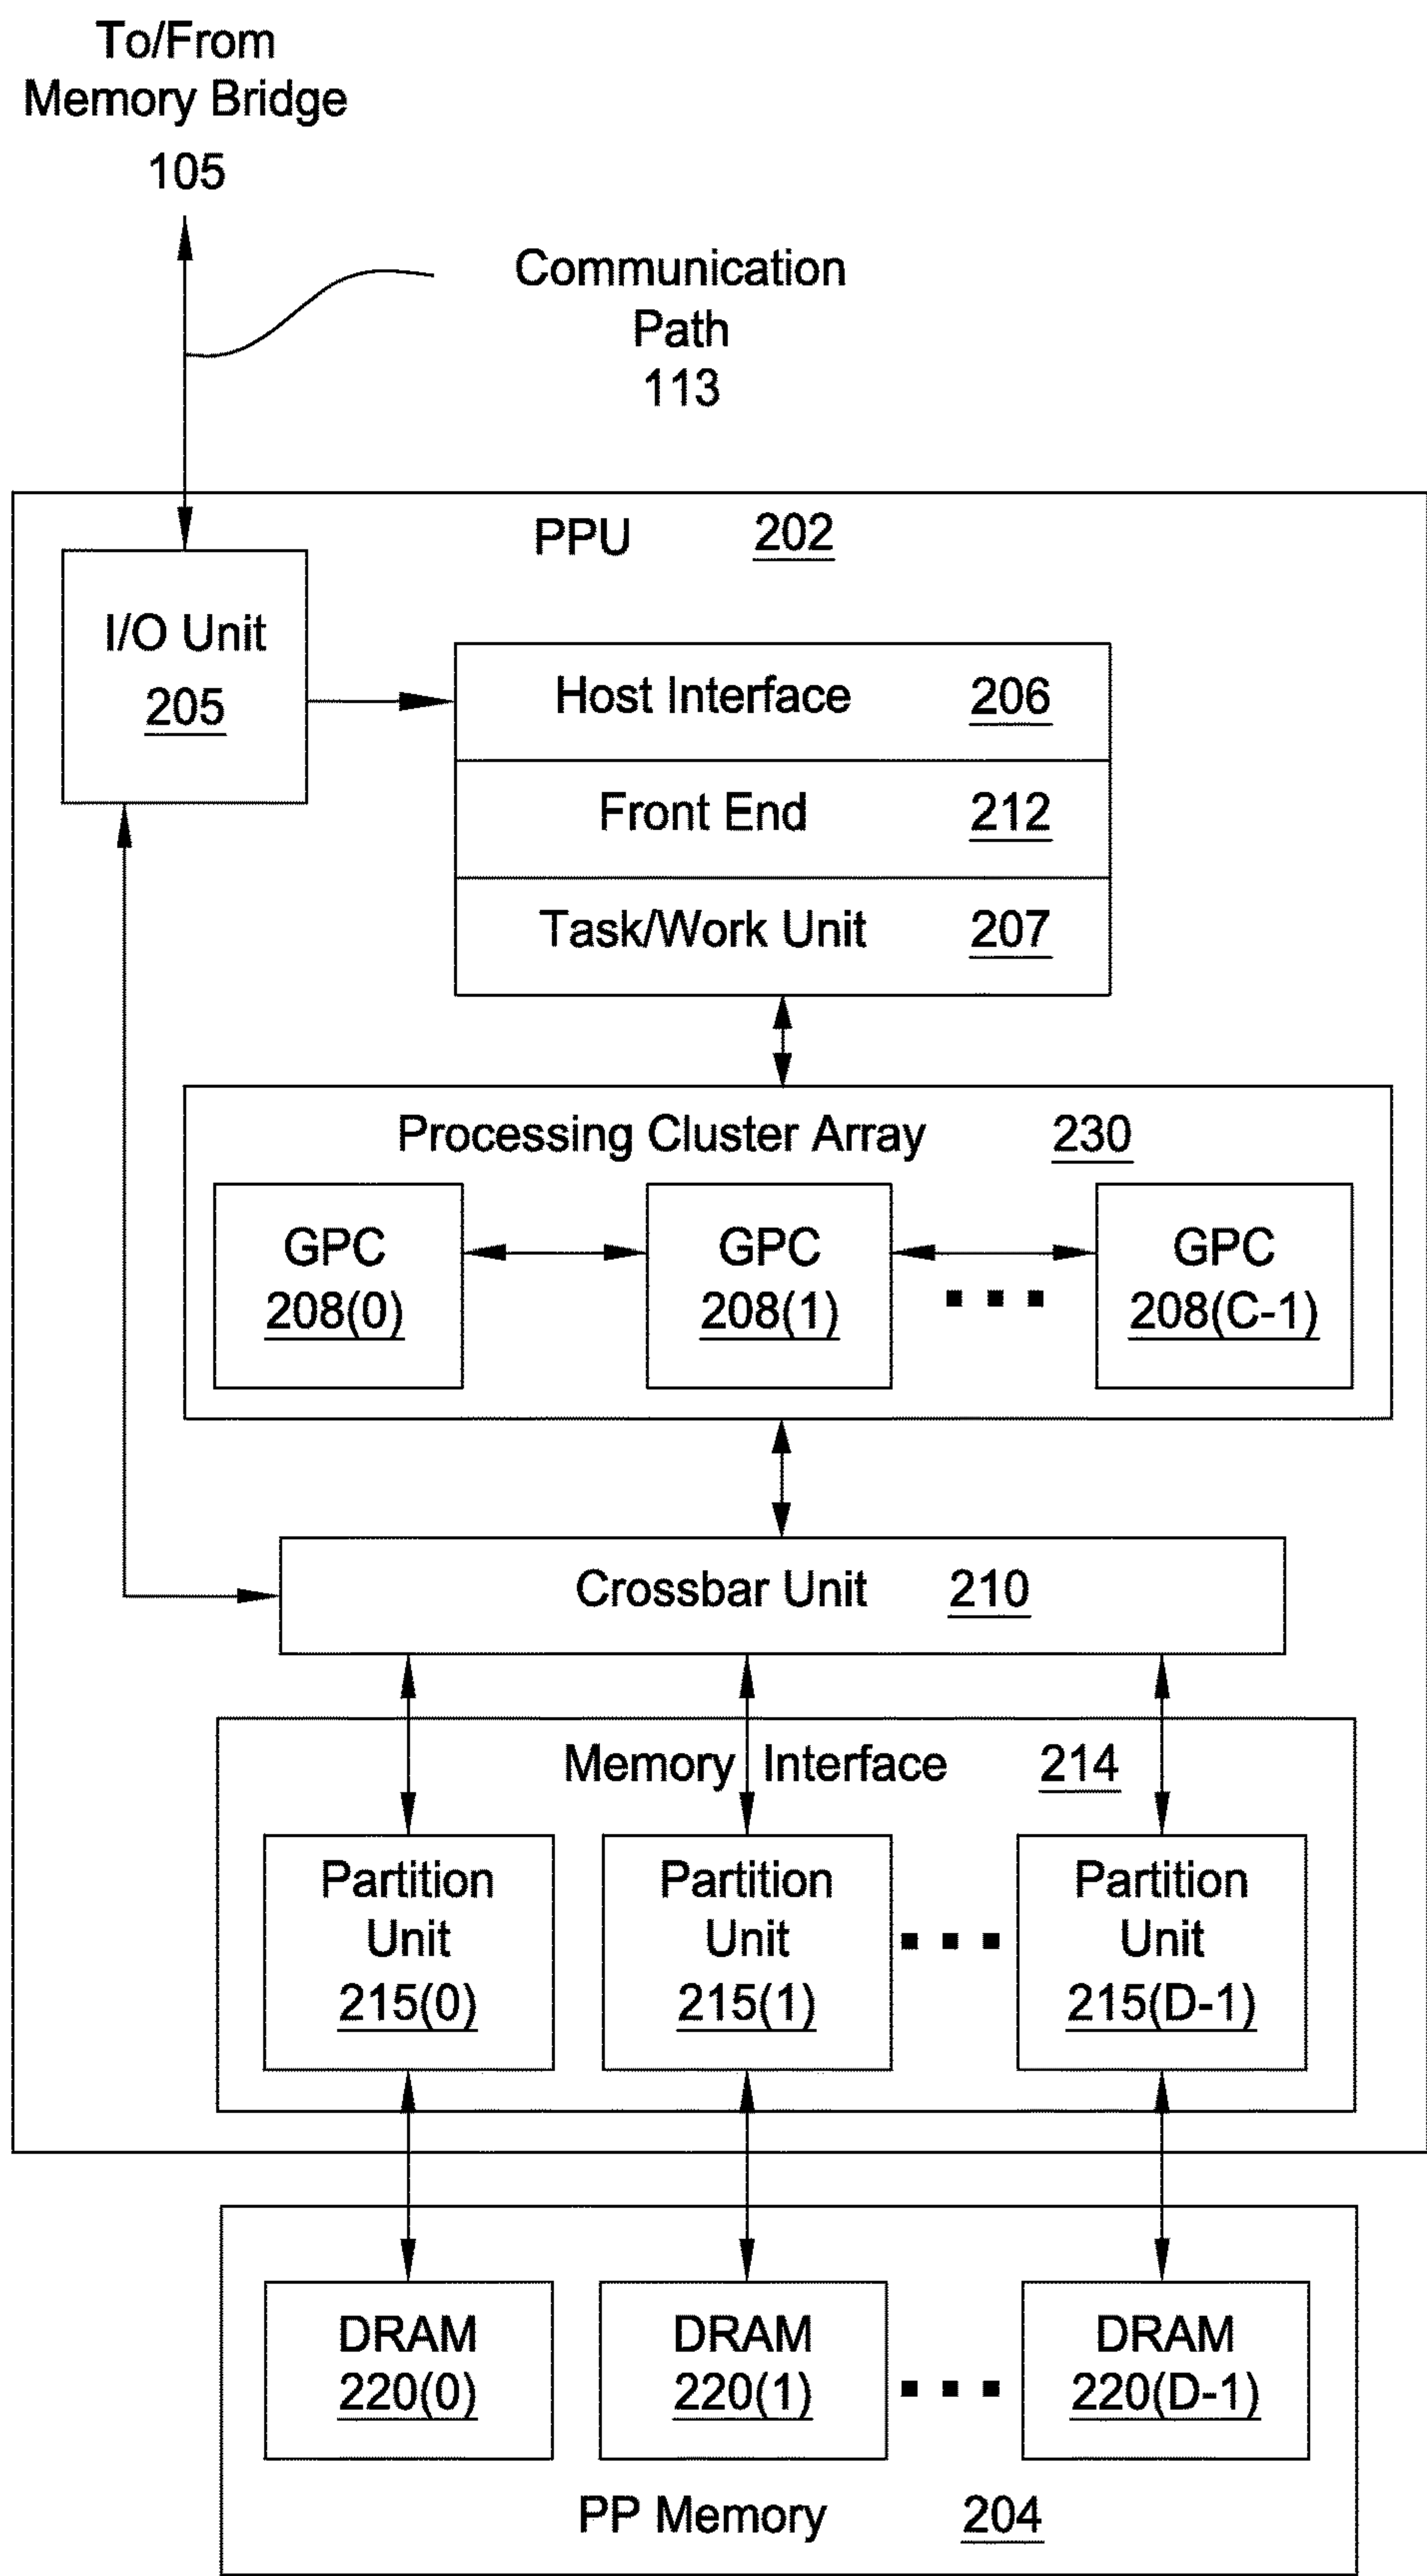 To/From
Memory Bridge
105
Communication
Path
113
PPU 202
I/O Unit
205
Host Interface 206
Front End 212
Task/Work Unit 207
Processing Cluster Array 230
GPC
208(0)
GPC
208(1)
GPC
208(C-1)
Crossbar Unit 210
Memory Interface 214
Partition
Unit
215(0)
Partition
Unit
215(1)
Partition
Unit
215(D-1)
DRAM
220(0)
DRAM
220(1)
DRAM
220(D-1)
PP Memory 204